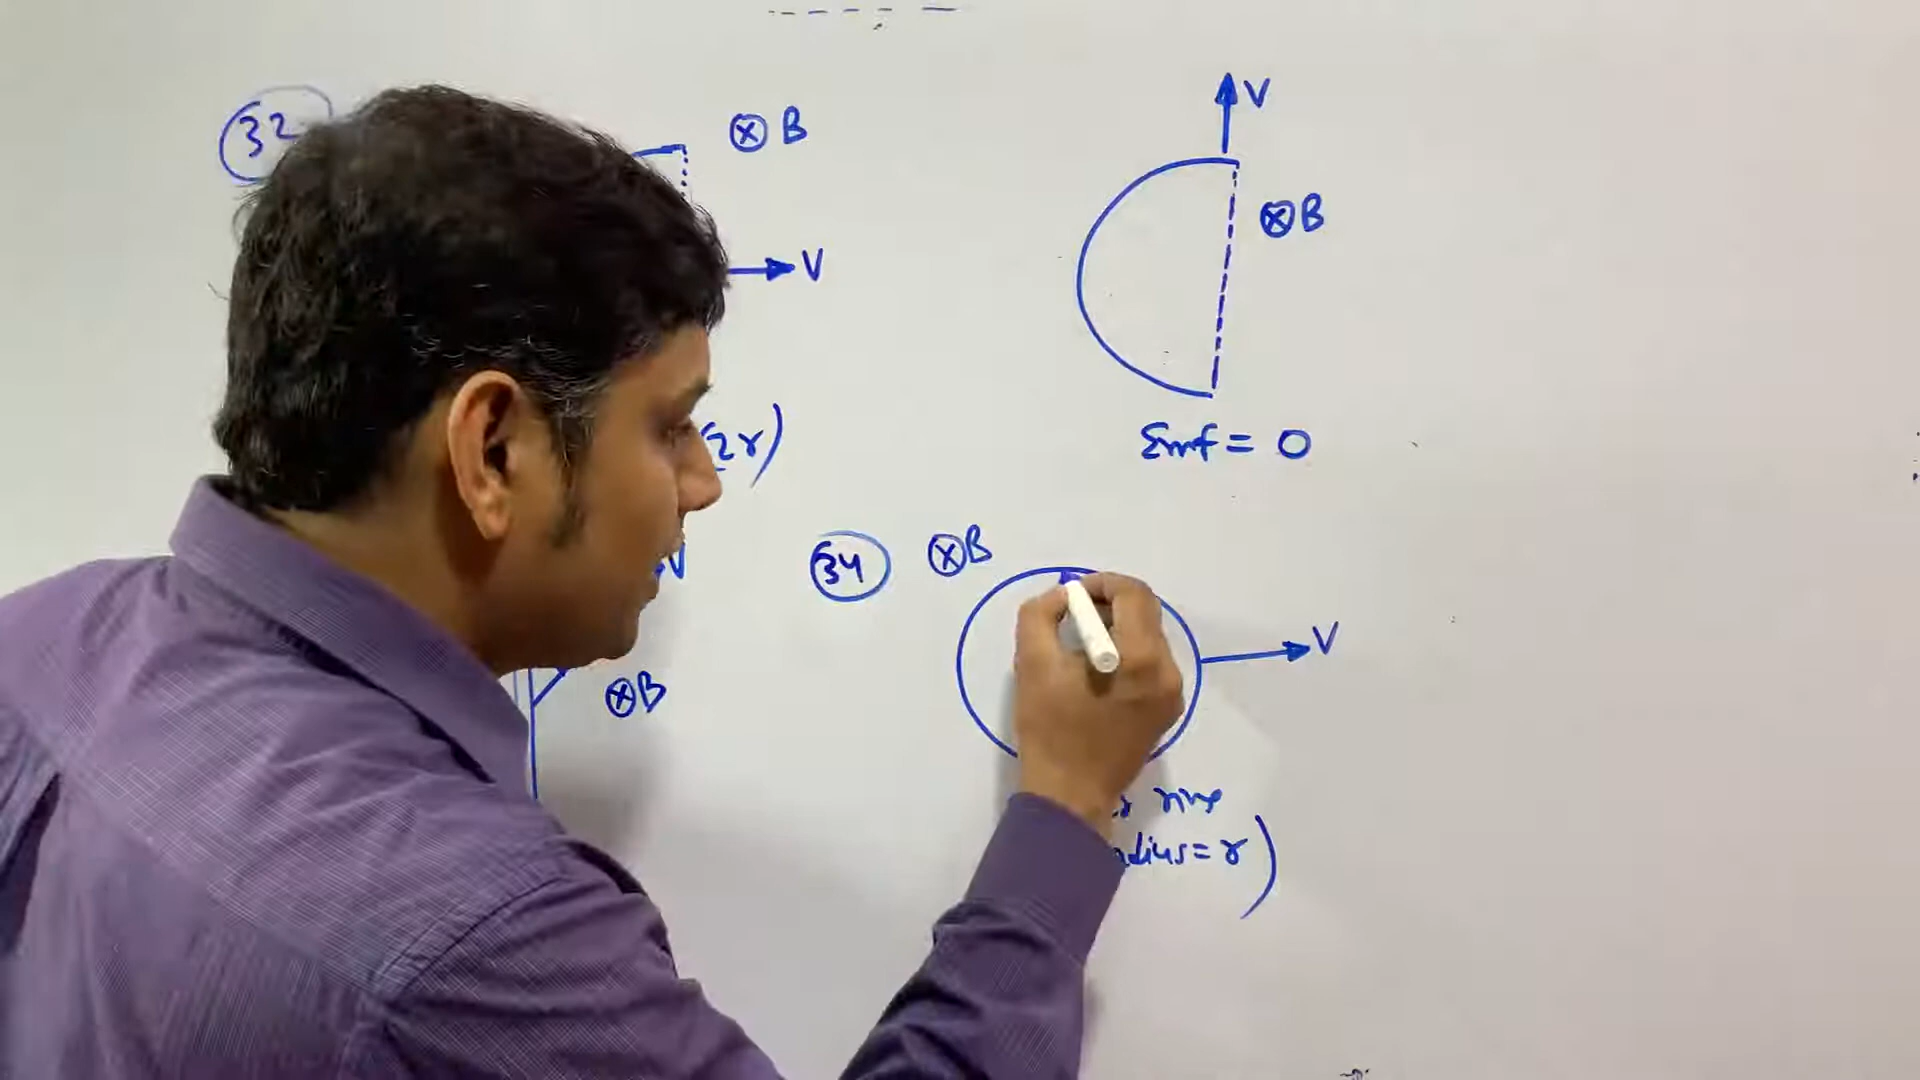 32
⊗ B
V
2r)
V
⊗B
V
⊗B
Emf = 0
34
⊗B
V
radius = r)